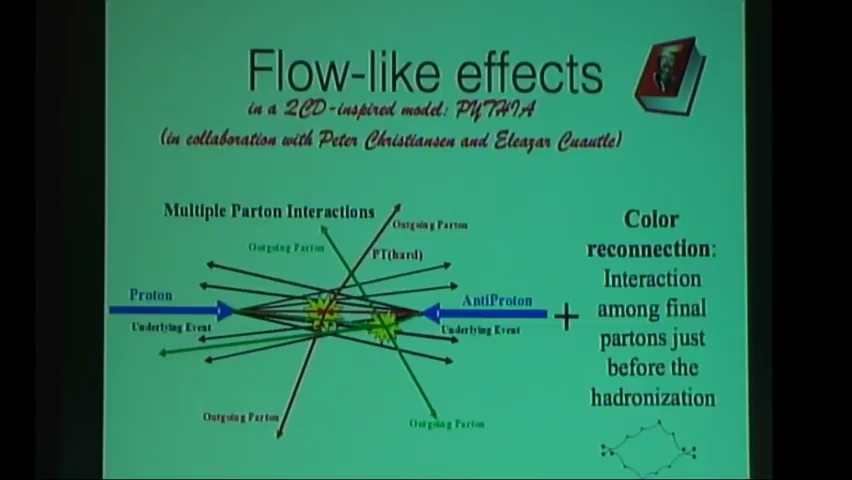 Flow-like effects
in a QCD-inspired model: PYTHIA
(in collaboration with Peter Christiansen and Eleazar Cuautle)
Multiple Parton Interactions
Outgoing Parton
Outgoing Parton
PT(hard)
Proton
AntiProton
Underlying Event
Underlying Event
Outgoing Parton
Outgoing Parton
+
Color
reconnection:
Interaction
among final
partons just
before the
hadronization